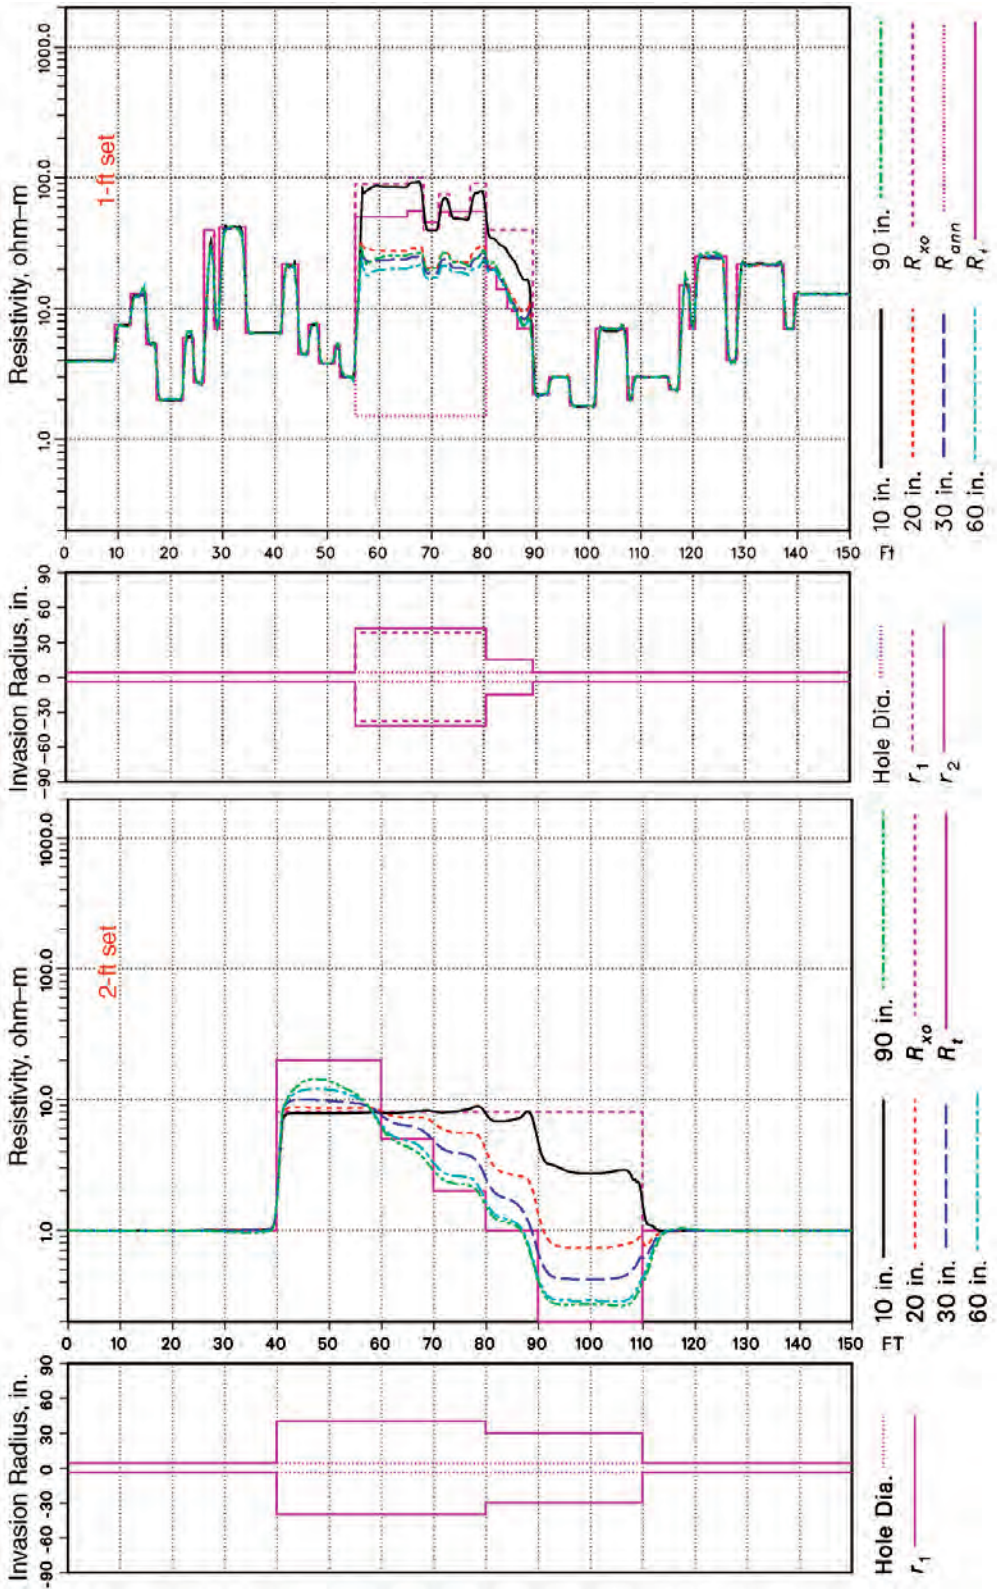 Resistivity, ohm–m
1.0 10.0 100.0 1000.0
1-ft set
0 10 20 30 40 50 60 70 80 90 100 110 120 130 140 150
FT
10 in.
20 in.
30 in.
60 in.
90 in.
Rxo
Rann
Rt
Invasion Radius, in.
-90 -60 -30 0 30 60 90
Hole Dia.
r1
r2
Resistivity, ohm–m
1.0 10.0 100.0 1000.0
2-ft set
0 10 20 30 40 50 60 70 80 90 100 110 120 130 140 150
FT
10 in.
20 in.
30 in.
60 in.
90 in.
Rxo
Rt
Invasion Radius, in.
-90 -60 -30 0 30 60 90
Hole Dia.
r1